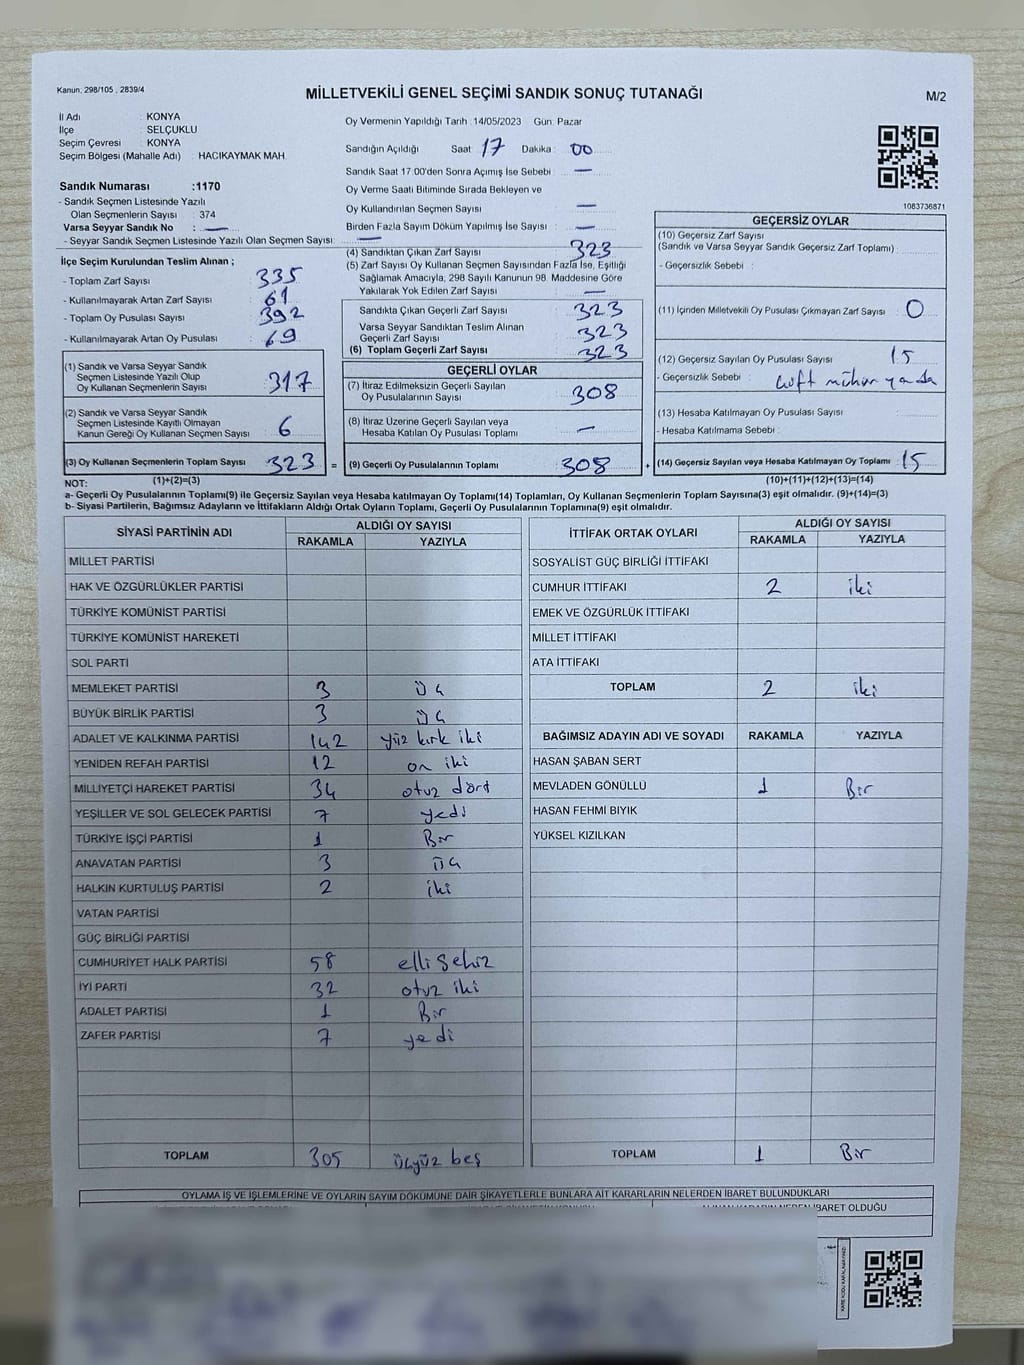 Kanun, 298/105 , 2839/4
MİLLETVEKİLİ GENEL SEÇİMİ SANDIK SONUÇ TUTANAĞI
M/2
İl Adı : KONYA
İlçe : SELÇUKLU
Seçim Çevresi : KONYA
Seçim Bölgesi (Mahalle Adı) : HACIKAYMAK MAH.
Sandık Numarası :1170
- Sandık Seçmen Listesinde Yazılı
Olan Seçmenlerin Sayısı : 374
Varsa Seyyar Sandık No : —
- Seyyar Sandık Seçmen Listesinde Yazılı Olan Seçmen Sayısı: —
İlçe Seçim Kurulundan Teslim Alınan ;
- Toplam Zarf Sayısı : 335
- Kullanılmayarak Artan Zarf Sayısı : 61
- Toplam Oy Pusulası Sayısı : 392
- Kullanılmayarak Artan Oy Pusulası : 69
Oy Vermenin Yapıldığı Tarih :14/05/2023 Gün: Pazar
Sandığın Açıldığı Saat : 17 Dakika : 00
Sandık Saat 17:00'den Sonra Açımış İse Sebebi : —
Oy Verme Saati Bitiminde Sırada Bekleyen ve
Oy Kullandırılan Seçmen Sayısı : —
Birden Fazla Sayım Döküm Yapılmış İse Sayısı : —
(4) Sandıktan Çıkan Zarf Sayısı : 323
(5) Zarf Sayısı Oy Kullanan Seçmen Sayısından Fazla İse, Eşitliği
Sağlamak Amacıyla, 298 Sayılı Kanunun 98. Maddesine Göre
Yakılarak Yok Edilen Zarf Sayısı : —
Sandıkta Çıkan Geçerli Zarf Sayısı : 323
Varsa Seyyar Sandıktan Teslim Alınan
Geçerli Zarf Sayısı : 323
(6) Toplam Geçerli Zarf Sayısı : 323
1083736871
GEÇERSİZ OYLAR
(10) Geçersiz Zarf Sayısı
(Sandık ve Varsa Seyyar Sandık Geçersiz Zarf Toplamı) :
- Geçersizlik Sebebi :
(11) İçinden Milletvekili Oy Pusulası Çıkmayan Zarf Sayısı : 0
(12) Geçersiz Sayılan Oy Pusulası Sayısı : 15
- Geçersizlik Sebebi : Çift mühür yada
(13) Hesaba Katılmayan Oy Pusulası Sayısı :
- Hesaba Katılmama Sebebi :
(14) Geçersiz Sayılan veya Hesaba Katılmayan Oy Toplamı : 15
(10)+(11)+(12)+(13)=(14)
(1) Sandık ve Varsa Seyyar Sandık
Seçmen Listesinde Yazılı Olup
Oy Kullanan Seçmenlerin Sayısı : 317
(2) Sandık ve Varsa Seyyar Sandık
Seçmen Listesinde Kayıtlı Olmayan
Kanun Gereği Oy Kullanan Seçmen Sayısı : 6
(3) Oy Kullanan Seçmenlerin Toplam Sayısı : 323 =
(1)+(2)=(3)
GEÇERLİ OYLAR
(7) İtiraz Edilmeksizin Geçerli Sayılan
Oy Pusulalarının Sayısı : 308
(8) İtiraz Üzerine Geçerli Sayılan veya
Hesaba Katılan Oy Pusulası Toplamı : —
(9) Geçerli Oy Pusulalarının Toplamı : 308 +
NOT:
a- Geçerli Oy Pusulalarının Toplamı(9) ile Geçersiz Sayılan veya Hesaba katılmayan Oy Toplamı(14) Toplamları, Oy Kullanan Seçmenlerin Toplam Sayısına(3) eşit olmalıdır. (9)+(14)=(3)
b- Siyasi Partilerin, Bağımsız Adayların ve İttifakların Aldığı Ortak Oyların Toplamı, Geçerli Oy Pusulalarının Toplamına(9) eşit olmalıdır.
SİYASİ PARTİNİN ADI ALDIĞI OY SAYISI
RAKAMLA YAZIYLA
MİLLET PARTİSİ
HAK VE ÖZGÜRLÜKLER PARTİSİ
TÜRKİYE KOMÜNİST PARTİSİ
TÜRKİYE KOMÜNİST HAREKETİ
SOL PARTİ
MEMLEKET PARTİSİ 3 üç
BÜYÜK BİRLİK PARTİSİ 3 üç
ADALET VE KALKINMA PARTİSİ 142 yüz kırk iki
YENİDEN REFAH PARTİSİ 12 on iki
MİLLİYETÇİ HAREKET PARTİSİ 34 otuz dört
YEŞİLLER VE SOL GELECEK PARTİSİ 7 yedi
TÜRKİYE İŞÇİ PARTİSİ 1 Bir
ANAVATAN PARTİSİ 3 üç
HALKIN KURTULUŞ PARTİSİ 2 iki
VATAN PARTİSİ
GÜÇ BİRLİĞİ PARTİSİ
CUMHURİYET HALK PARTİSİ 58 elli sekiz
İYİ PARTİ 32 otuz iki
ADALET PARTİSİ 1 Bir
ZAFER PARTİSİ 7 yedi
TOPLAM 305 üçyüz beş
İTTİFAK ORTAK OYLARI ALDIĞI OY SAYISI
RAKAMLA YAZIYLA
SOSYALİST GÜÇ BİRLİĞİ İTTİFAKI
CUMHUR İTTİFAKI 2 iki
EMEK VE ÖZGÜRLÜK İTTİFAKI
MİLLET İTTİFAKI
ATA İTTİFAKI
TOPLAM 2 iki
BAĞIMSIZ ADAYIN ADI VE SOYADI RAKAMLA YAZIYLA
HASAN ŞABAN SERT
MEVLADEN GÖNÜLLÜ 1 Bir
HASAN FEHMİ BIYIK
YÜKSEL KIZILKAN
TOPLAM 1 Bir
OYLAMA İŞ VE İŞLEMLERİNE VE OYLARIN SAYIM DÖKÜMÜNE DAİR ŞİKAYETLERLE BUNLARA AİT KARARLARIN NELERDEN İBARET BULUNDUKLARI
İBARET OLDUĞU